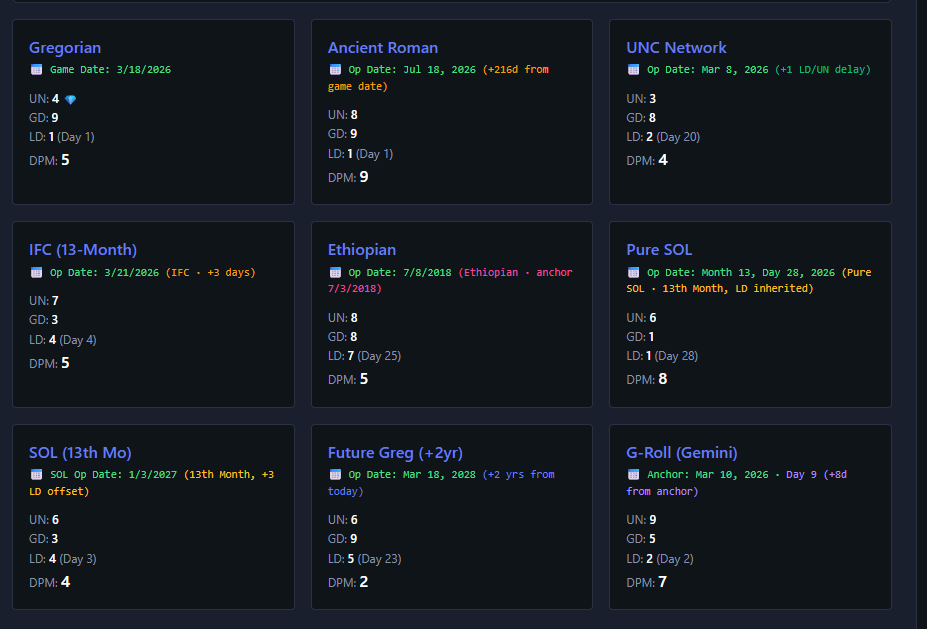 Gregorian
Game Date: 3/18/2026
UN: 4
GD: 9
LD: 1 (Day 1)
DPM: 5
Ancient Roman
Op Date: Jul 18, 2026 (+216d from
game date)
UN: 8
GD: 9
LD: 1 (Day 1)
DPM: 9
UNC Network
Op Date: Mar 8, 2026 (+1 LD/UN delay)
UN: 3
GD: 8
LD: 2 (Day 20)
DPM: 4
IFC (13-Month)
Op Date: 3/21/2026 (IFC · +3 days)
UN: 7
GD: 3
LD: 4 (Day 4)
DPM: 5
Ethiopian
Op Date: 7/8/2018 (Ethiopian · anchor
7/3/2018)
UN: 8
GD: 8
LD: 7 (Day 25)
DPM: 5
Pure SOL
Op Date: Month 13, Day 28, 2026 (Pure
SOL · 13th Month, LD inherited)
UN: 6
GD: 1
LD: 1 (Day 28)
DPM: 8
SOL (13th Mo)
SOL Op Date: 1/3/2027 (13th Month, +3
LD offset)
UN: 6
GD: 3
LD: 4 (Day 3)
DPM: 4
Future Greg (+2yr)
Op Date: Mar 18, 2028 (+2 yrs from
today)
UN: 6
GD: 9
LD: 5 (Day 23)
DPM: 2
G-Roll (Gemini)
Anchor: Mar 10, 2026 · Day 9 (+8d
from anchor)
UN: 9
GD: 5
LD: 2 (Day 2)
DPM: 7